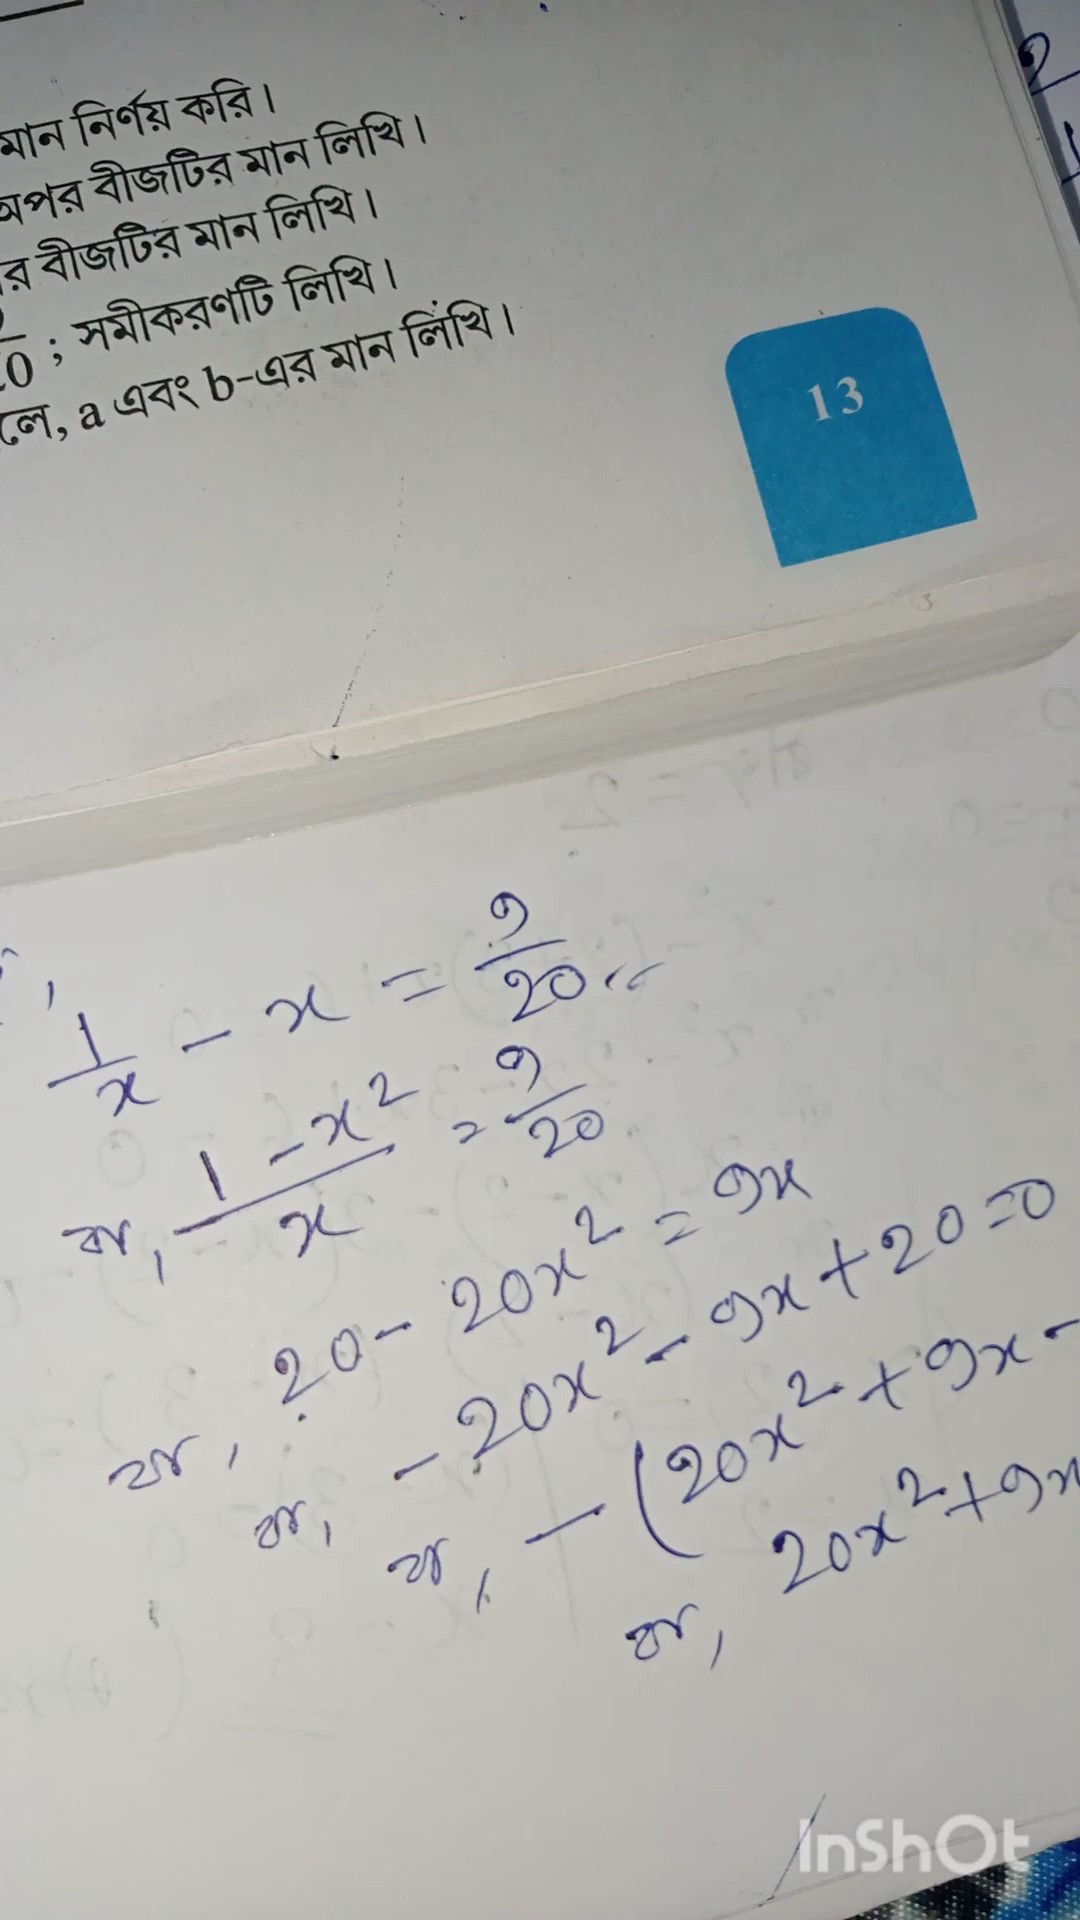 মান নির্ণয় করি।
অপর বীজটির মান লিখি।
র বীজটির মান লিখি।
; সমীকরণটি লিখি।
লে, a এবং b-এর মান লিখি।
13
1/x - x = 9/20
বা, (1 - x²)/x = 9/20
বা, 20 - 20x² = 9x
বা, - 20x² - 9x + 20 = 0
বা, - (20x² + 9x -
বা, 20x² + 9x
InShOt